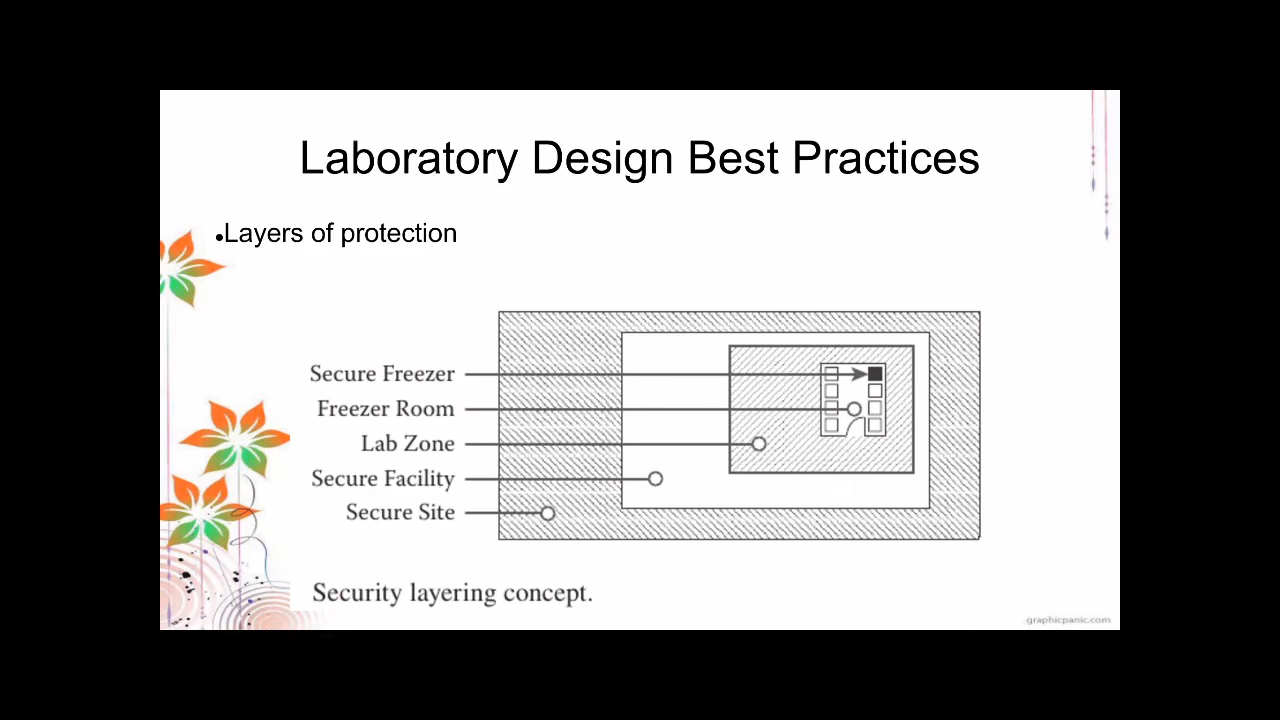 Laboratory Design Best Practices
•Layers of protection
Secure Freezer
Freezer Room
Lab Zone
Secure Facility
Secure Site
Security layering concept.
graphicpanic.com